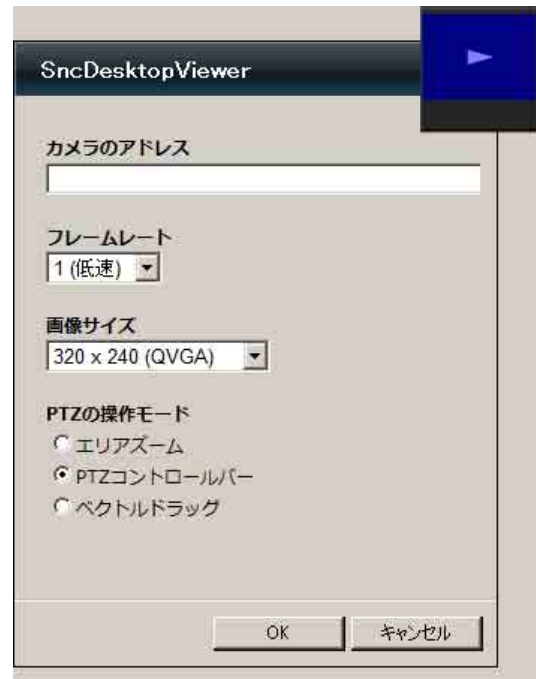 SncDesktopViewer
カメラのアドレス
フレームレート
1 (低速)
画像サイズ
320 x 240 (QVGA)
PTZの操作モード
エリアズーム
PTZコントロールバー
ベクトルドラッグ
OK キャンセル